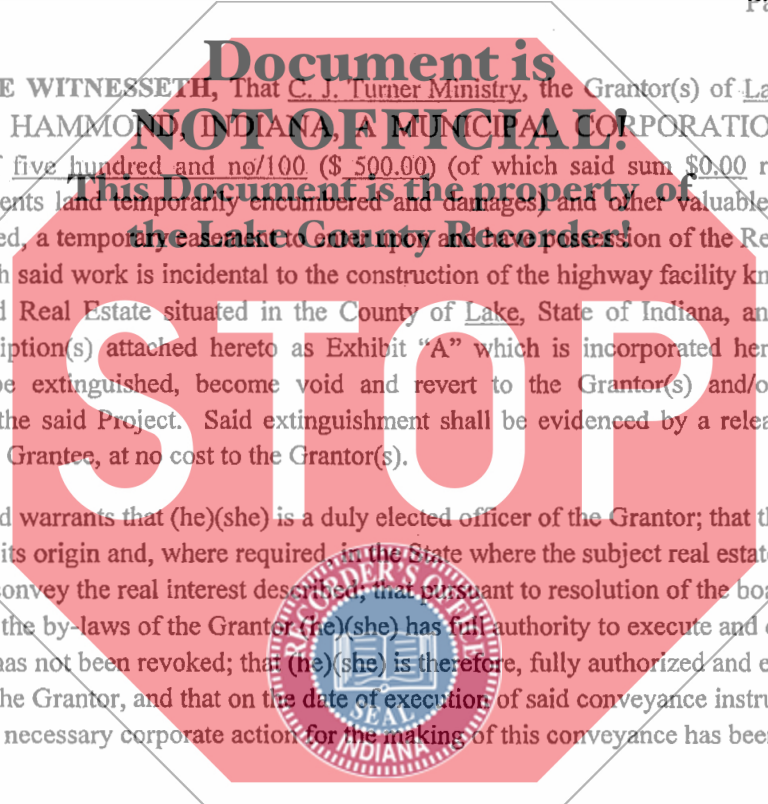 Pa
Document is
E WITNESSETH, That C. J. Turner Ministry, the Grantor(s) of La
HAMMOND, INDIANA, A MUNICIPAL CORPORATIO
NOT OFFICIAL!
f five hundred and no/100 ($ 500.00) (of which said sum $0.00 r
This Document is the property of
ents land temporarily encumbered and damages) and other valuable
the Lake County Recorder!
ed, a temporary easement to enter upon and have possession of the Re
h said work is incidental to the construction of the highway facility kn
d Real Estate situated in the County of Lake, State of Indiana, an
iption(s) attached hereto as Exhibit “A” which is incorporated her
be extinguished, become void and revert to the Grantor(s) and/o
the said Project. Said extinguishment shall be evidenced by a relea
Grantee, at no cost to the Grantor(s).
STOP
d warrants that (he)(she) is a duly elected officer of the Grantor; that th
its origin and, where required, in the State where the subject real estate
convey the real interest described; that pursuant to resolution of the boa
the by-laws of the Grantor (he)(she) has full authority to execute and
has not been revoked; that (he)(she) is therefore, fully authorized and e
he Grantor, and that on the date of execution of said conveyance instru
necessary corporate action for the making of this conveyance has been
RECORDER'S OFFICE
SEAL
INDIANA